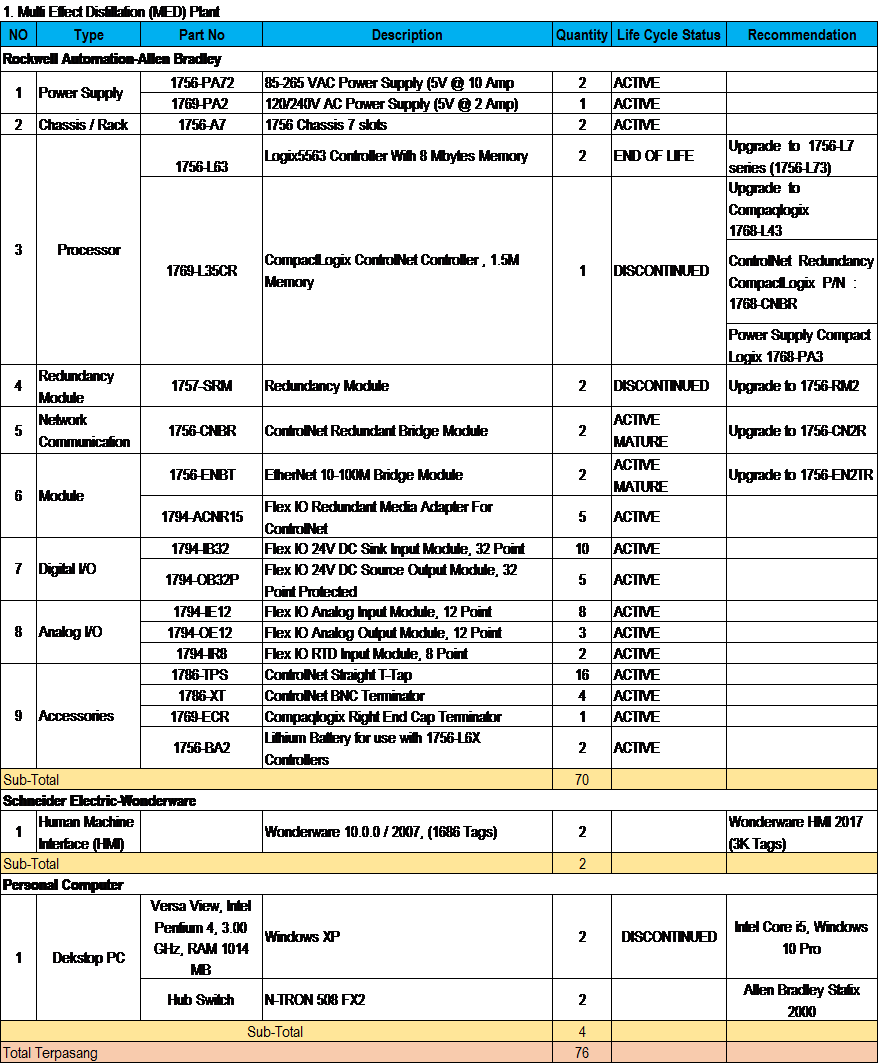 1. Multi Effect Distillation (MED) Plant
NO Type Part No Description Quantity Life Cycle Status Recommendation
Rockwell Automation-Allen Bradley
1 Power Supply 1756-PA72 85-265 VAC Power Supply (5V @ 10 Amp 2 ACTIVE
1769-PA2 120/240V AC Power Supply (5V @ 2 Amp) 1 ACTIVE
2 Chassis / Rack 1756-A7 1756 Chassis 7 slots 2 ACTIVE
3 Processor
1756-L63 Logix5563 Controller With 8 Mbytes Memory 2 END OF LIFE Upgrade to 1756-L7
series (1756-L73)
1769-L35CR CompactLogix ControlNet Controller , 1.5M
Memory
1 DISCONTINUED
Upgrade to
Compaqlogix
1768-L43
ControlNet Redundancy
CompactLogix P/N :
1768-CNBR
Power Supply Compact
Logix 1768-PA3
4 Redundancy
Module
1757-SRM Redundancy Module 2 DISCONTINUED Upgrade to 1756-RM2
5 Network
Communication
1756-CNBR ControlNet Redundant Bridge Module 2 ACTIVE
MATURE
Upgrade to 1756-CN2R
6 Module
1756-ENBT EtherNet 10-100M Bridge Module 2 ACTIVE
MATURE
Upgrade to 1756-EN2TR
1794-ACNR15 Flex IO Redundant Media Adapter For
ControlNet
5 ACTIVE
7 Digital I/O
1794-IB32 Flex IO 24V DC Sink Input Module, 32 Point 10 ACTIVE
1794-OB32P Flex IO 24V DC Source Output Module, 32
Point Protected
5 ACTIVE
8 Analog I/O
1794-IE12 Flex IO Analog Input Module, 12 Point 8 ACTIVE
1794-OE12 Flex IO Analog Output Module, 12 Point 3 ACTIVE
1794-IR8 Flex IO RTD Input Module, 8 Point 2 ACTIVE
9 Accessories
1786-TPS ControlNet Straight T-Tap 16 ACTIVE
1786-XT ControlNet BNC Terminator 4 ACTIVE
1769-ECR Compaqlogix Right End Cap Terminator 1 ACTIVE
1756-BA2 Lithium Battery for use with 1756-L6X
Controllers
2 ACTIVE
Sub-Total 70
Schneider Electric-Wonderware
1 Human Machine
Interface (HMI)
Wonderware 10.0.0 / 2007, (1686 Tags) 2 Wonderware HMI 2017
(3K Tags)
Sub-Total 2
Personal Computer
1 Dekstop PC
Versa View, Intel
Pentium 4, 3.00
GHz, RAM 1014
MB
Windows XP 2 DISCONTINUED Intel Core i5, Windows
10 Pro
Hub Switch N-TRON 508 FX2 2 Allen Bradley Statix
2000
Sub-Total 4
Total Terpasang 76